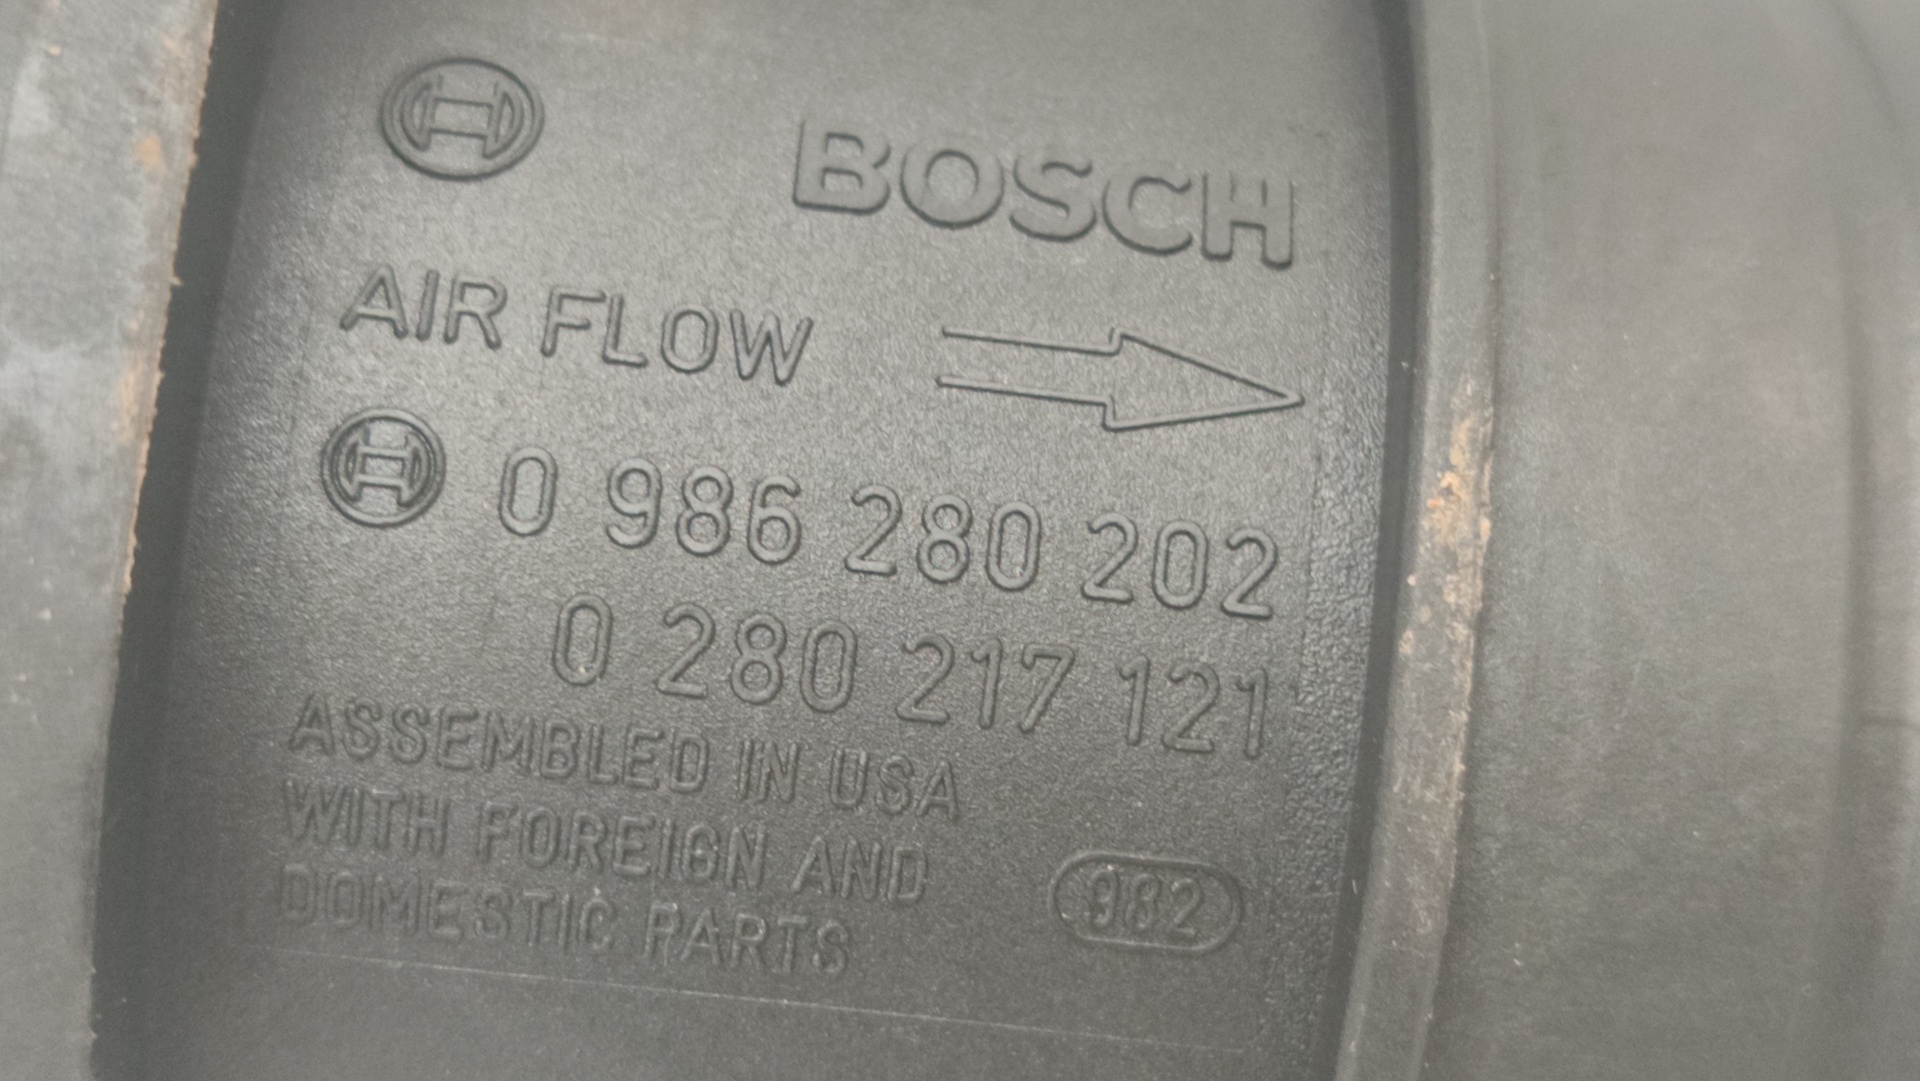 BOSCH
AIR FLOW
0 986 280 202
0 280 217 121
ASSEMBLED IN USA
WITH FOREIGN AND
DOMESTIC PARTS
982